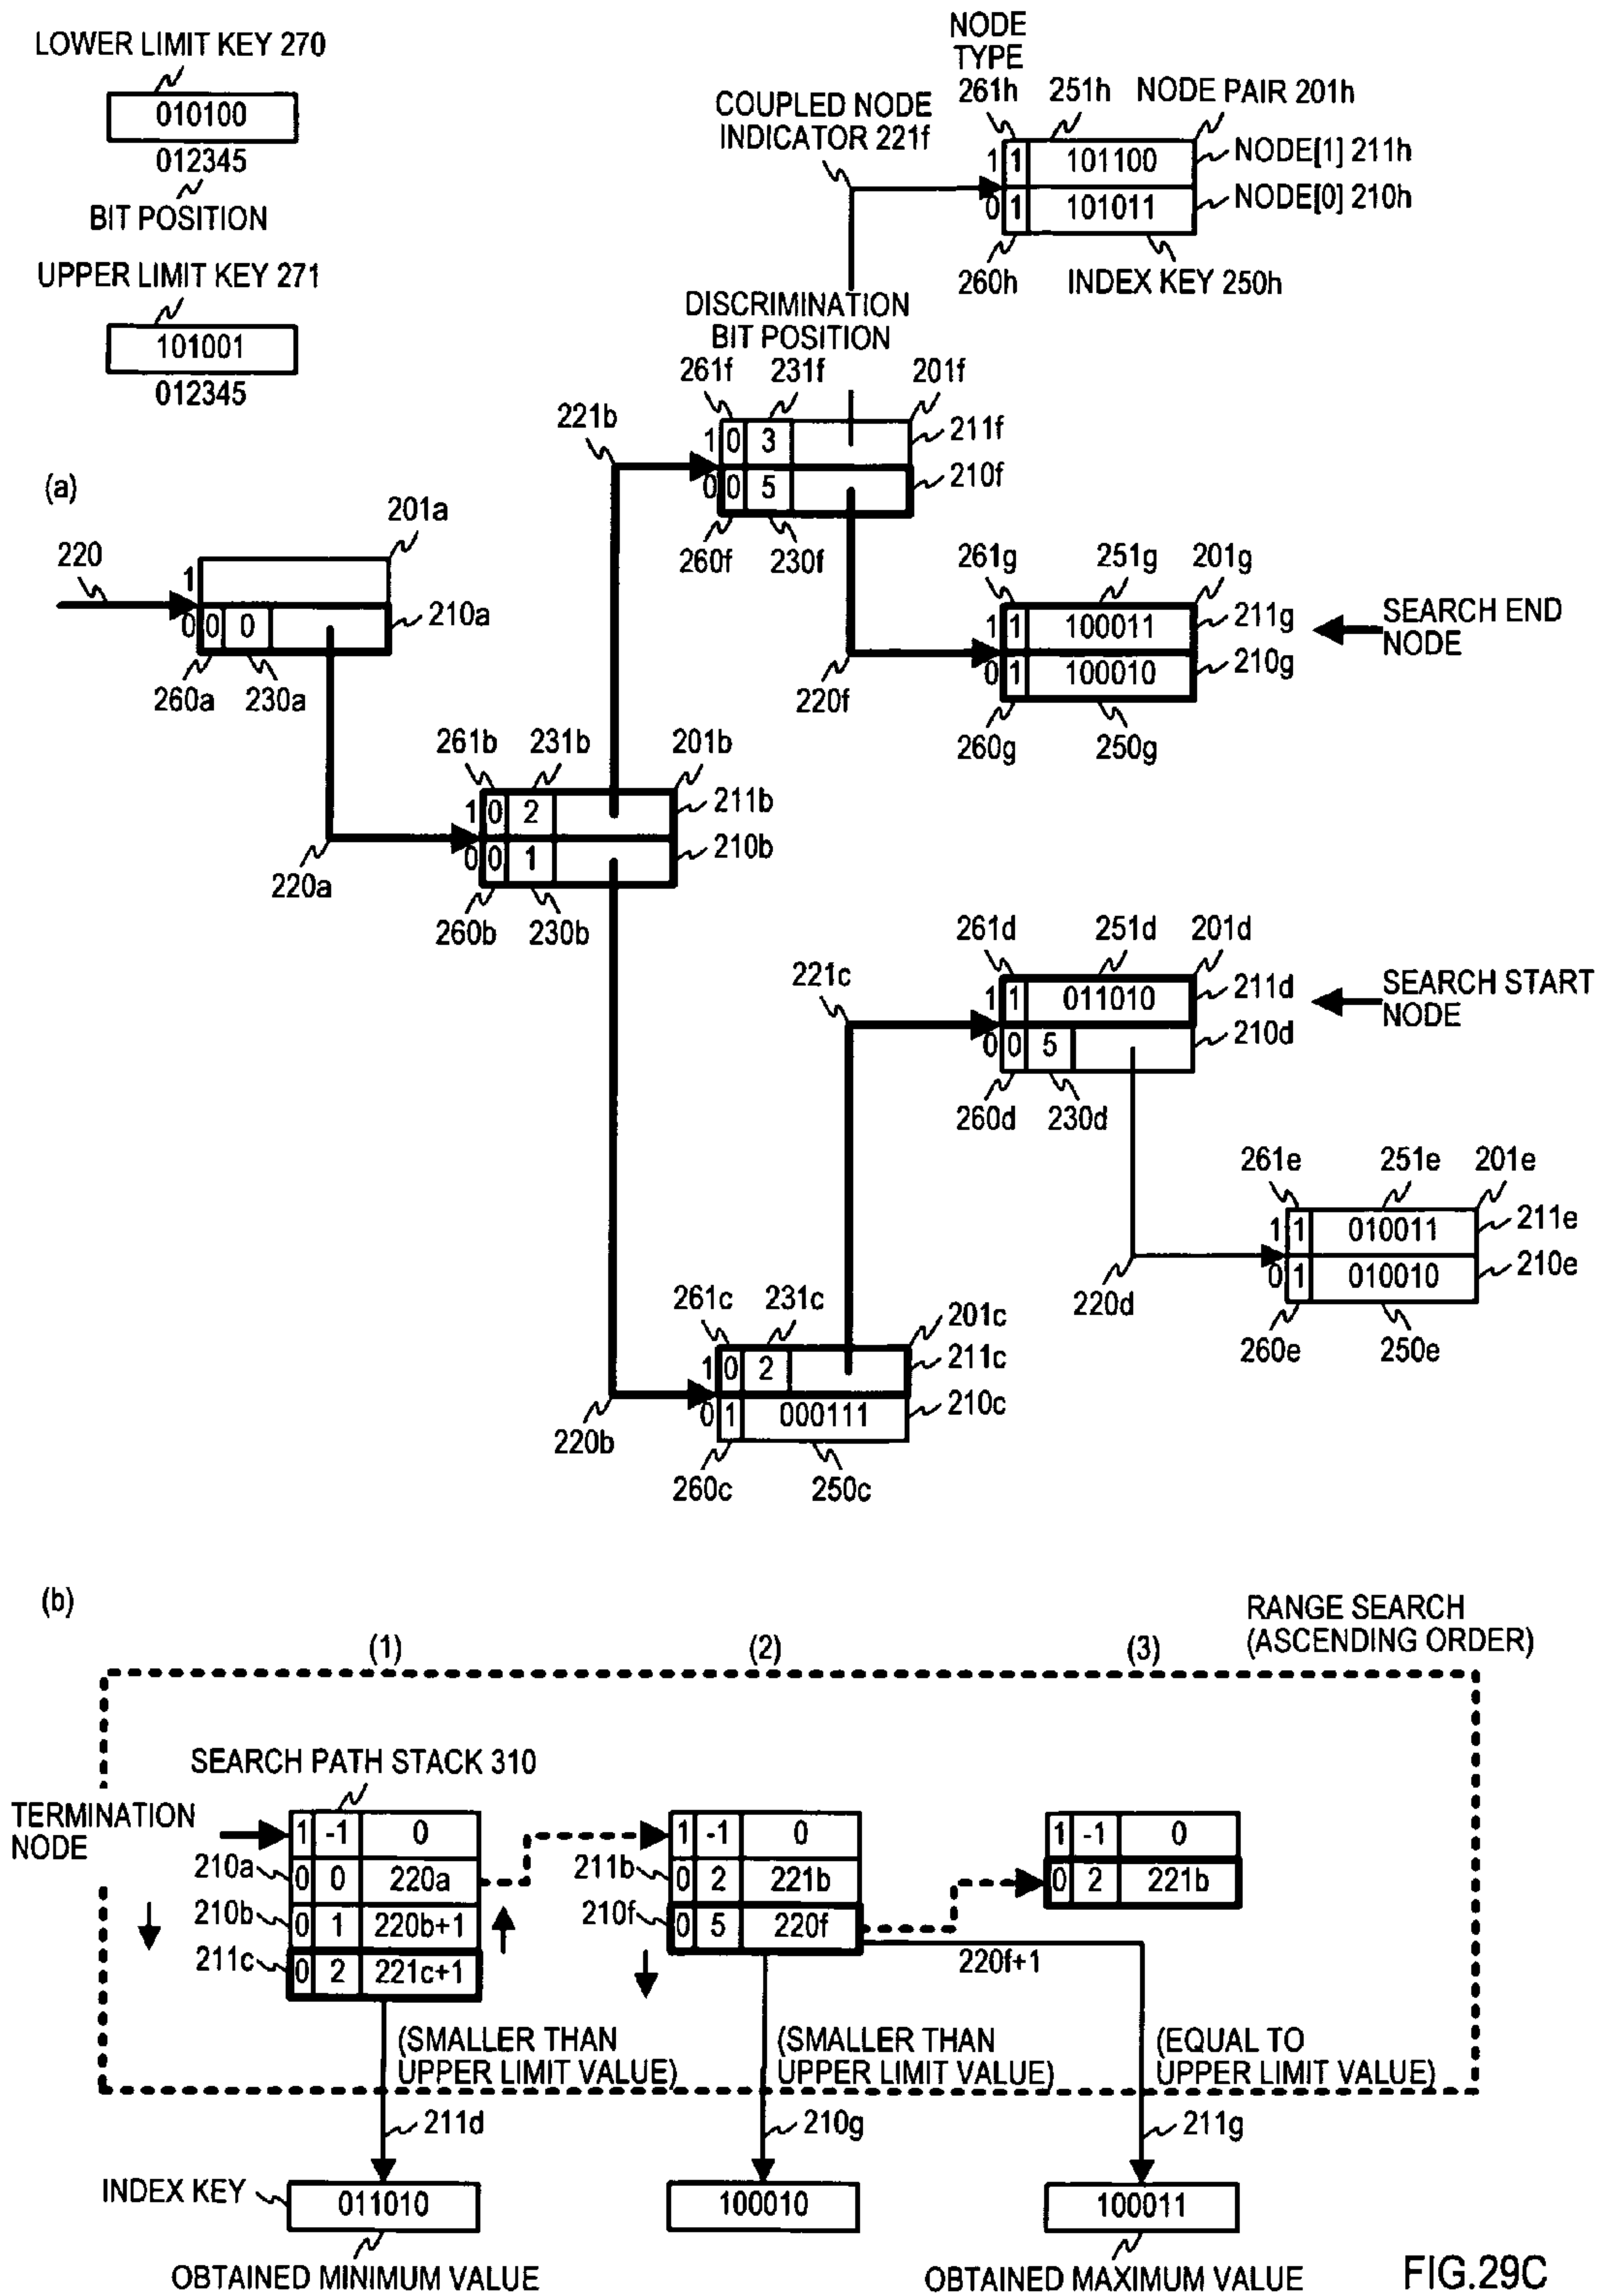 LOWER LIMIT KEY 270
010100
012345
BIT POSITION
UPPER LIMIT KEY 271
101001
012345
NODE
TYPE
261h 251h NODE PAIR 201h
COUPLED NODE
INDICATOR 221f
1 1 101100 NODE[1] 211h
0 1 101011 NODE[0] 210h
260h INDEX KEY 250h
DISCRIMINATION
BIT POSITION
261f 231f 201f
221b
1 0 3 211f
0 0 5 210f
260f 230f
(a)
201a
220
1
0 0 0 210a
260a 230a
261g 251g 201g
1 1 100011 211g
0 1 100010 210g
SEARCH END
NODE
220f
260g 250g
261b 231b 201b
1 0 2 211b
0 0 1 210b
220a
260b 230b
261d 251d 201d
221c
1 1 011010 211d
0 0 5 210d
SEARCH START
NODE
260d 230d
261e 251e 201e
1 1 010011 211e
0 1 010010 210e
220d
260e 250e
261c 231c 201c
1 0 2 211c
0 1 000111 210c
220b
260c 250c
(b)
RANGE SEARCH
(ASCENDING ORDER)
(1) (2) (3)
SEARCH PATH STACK 310
TERMINATION
NODE
1 -1 0
210a 0 0 220a
210b 0 1 220b+1
211c 0 2 221c+1
1 -1 0
211b 0 2 221b
210f 0 5 220f
1 -1 0
0 2 221b
220f+1
(SMALLER THAN
UPPER LIMIT VALUE)
(SMALLER THAN
UPPER LIMIT VALUE)
(EQUAL TO
UPPER LIMIT VALUE)
211d 210g 211g
INDEX KEY 011010 100010 100011
OBTAINED MINIMUM VALUE
OBTAINED MAXIMUM VALUE
FIG.29C